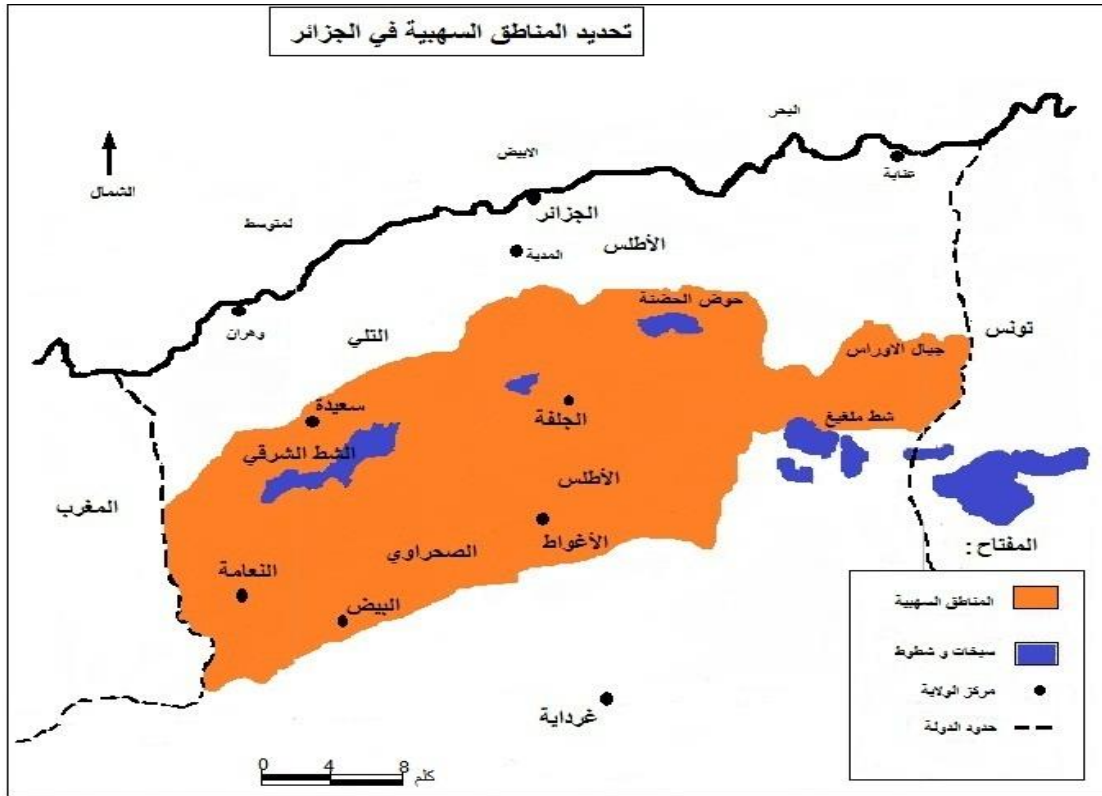 تحديد المناطق السهبية في الجزائر
البحر
الابيض
لمتوسط
الشمال
عنابة
الجزائر
المدية
الأطلس
وهران
التلي
حوض الحضنة
تونس
جبال الاوراس
سعيدة
الجلفة
شط ملغيغ
الشط الشرقي
الأطلس
المغرب
الأغواط
الصحراوي
النعامة
البيض
غرداية
المفتاح :
المناطق السهبية
سبخات و شطوط
مركز الولاية
حدود الدولة
0 4 8
كلم